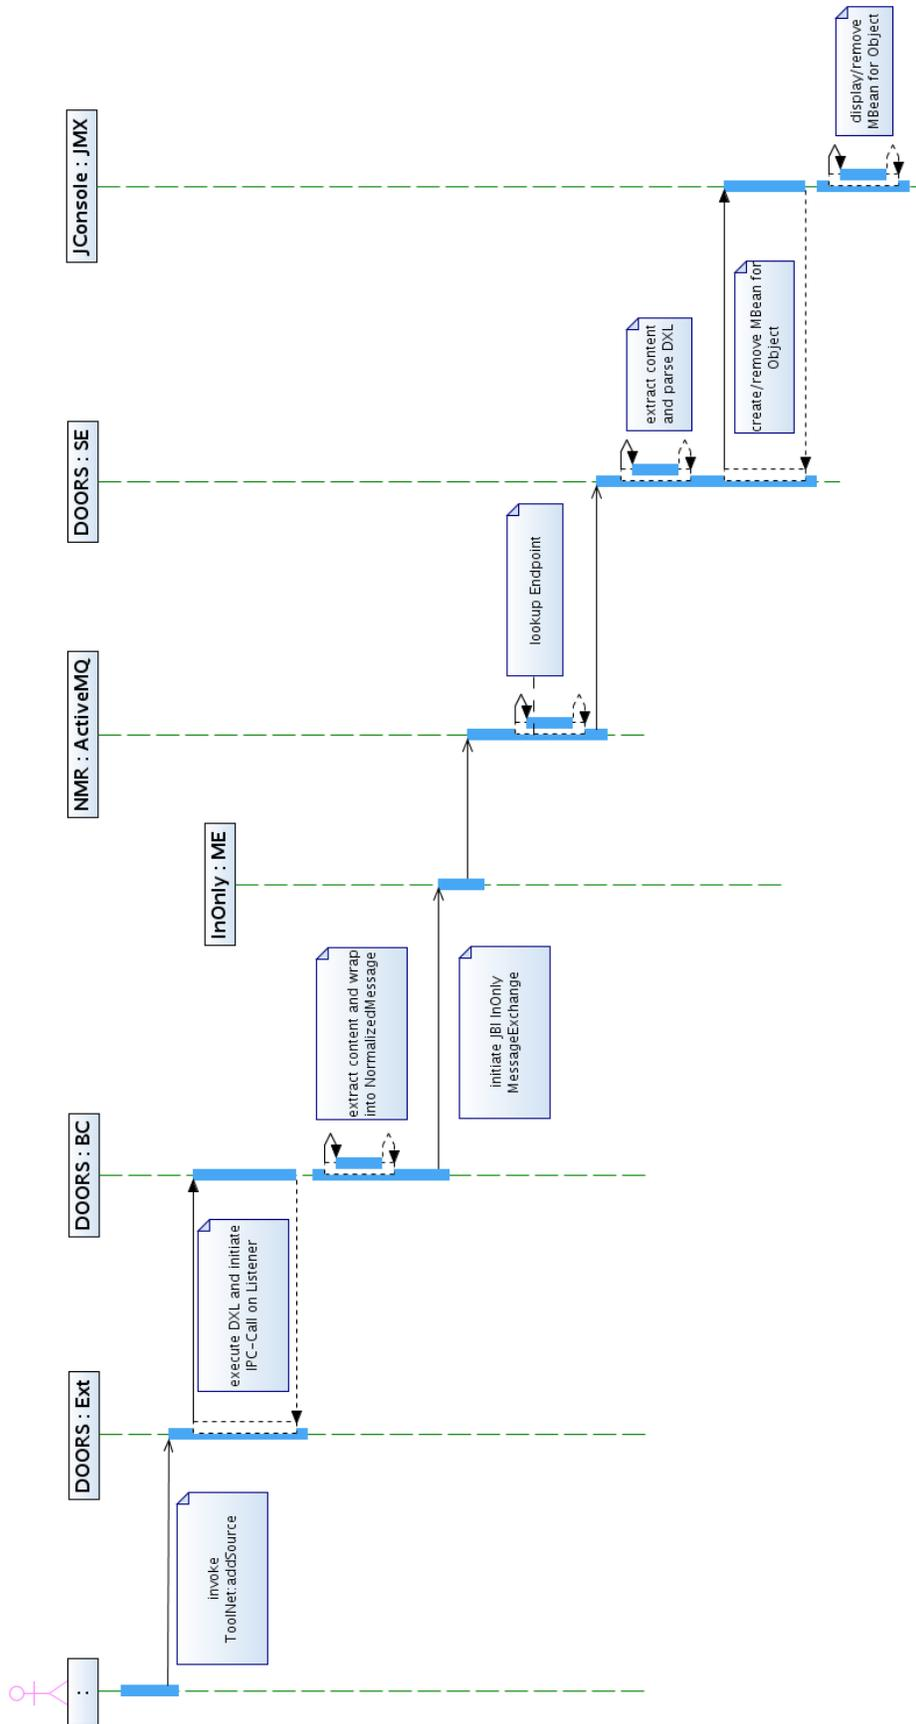 :
DOORS : Ext
DOORS : BC
InOnly : ME
NMR : ActiveMQ
DOORS : SE
JConsole : JMX
invoke
ToolNet:addSource
execute DXL and initiate
IPC-Call on Listener
extract content and wrap
into NormalizedMessage
initiate JBI InOnly
MessageExchange
lookup Endpoint
extract content
and parse DXL
create/remove MBean for
Object
display/remove
MBean for Object